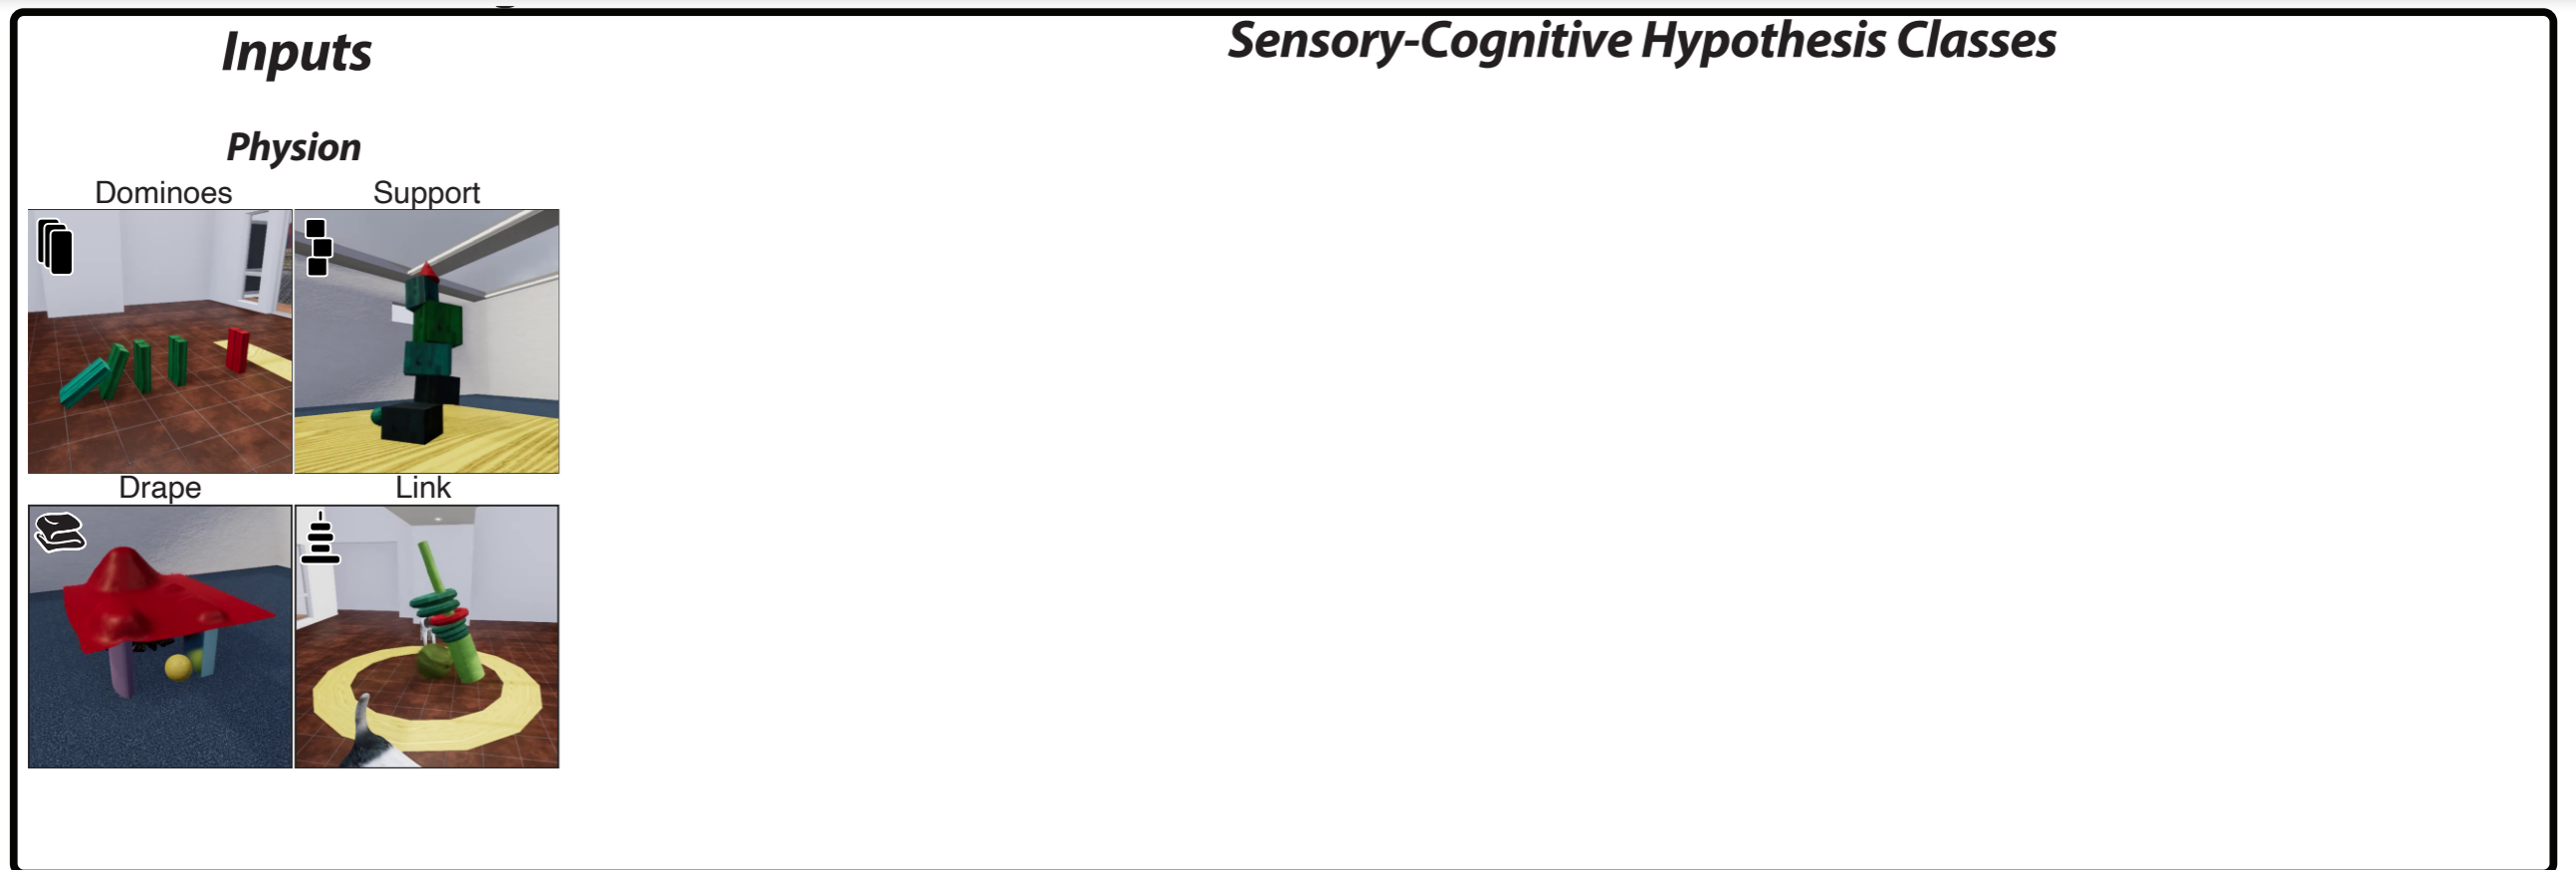 Inputs
Sensory-Cognitive Hypothesis Classes
Physion
Dominoes
Support
Drape
Link